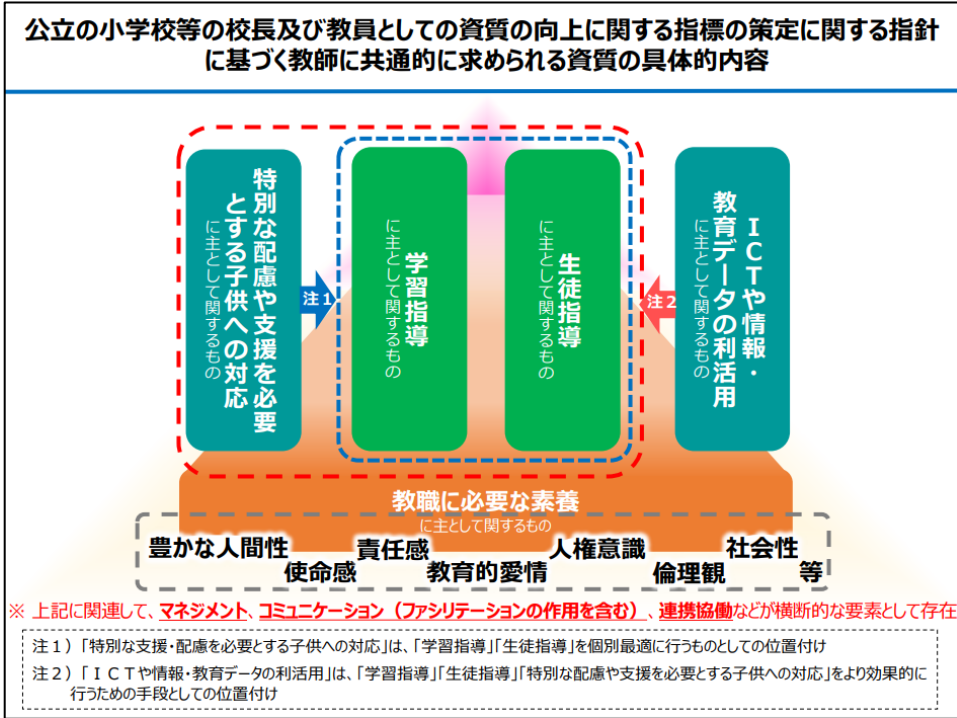 公立の小学校等の校長及び教員としての資質の向上に関する指標の策定に関する指針
に基づく教師に共通的に求められる資質の具体的内容
特別な配慮や支援を必要
とする子供への対応
に主として関するもの
注1
学習指導
に主として関するもの
生徒指導
に主として関するもの
注2
ICTや情報・
教育データの利活用
に主として関するもの
教職に必要な素養
に主として関するもの
豊かな人間性
使命感
責任感
教育的愛情
人権意識
倫理観
社会性
等
※ 上記に関連して、マネジメント、コミュニケーション（ファシリテーションの作用を含む）、連携協働などが横断的な要素として存在
注1）「特別な支援・配慮を必要とする子供への対応」は、「学習指導」「生徒指導」を個別最適に行うものとしての位置付け
注2）「ICTや情報・教育データの利活用」は、「学習指導」「生徒指導」「特別な配慮や支援を必要とする子供への対応」をより効果的に
行うための手段としての位置付け